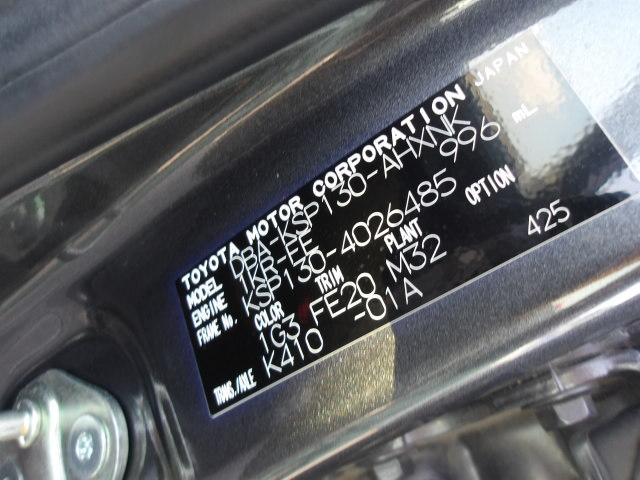 TOYOTA MOTOR CORPORATION JAPAN
MODEL DBA-KSP130-AHXNK
ENGINE 1KR-FE 996 mL
FRAME No. KSP130-4026485
COLOR TRIM PLANT OPTION
1G3 FE20 M32 425
TRANS./AXLE K410 -01A